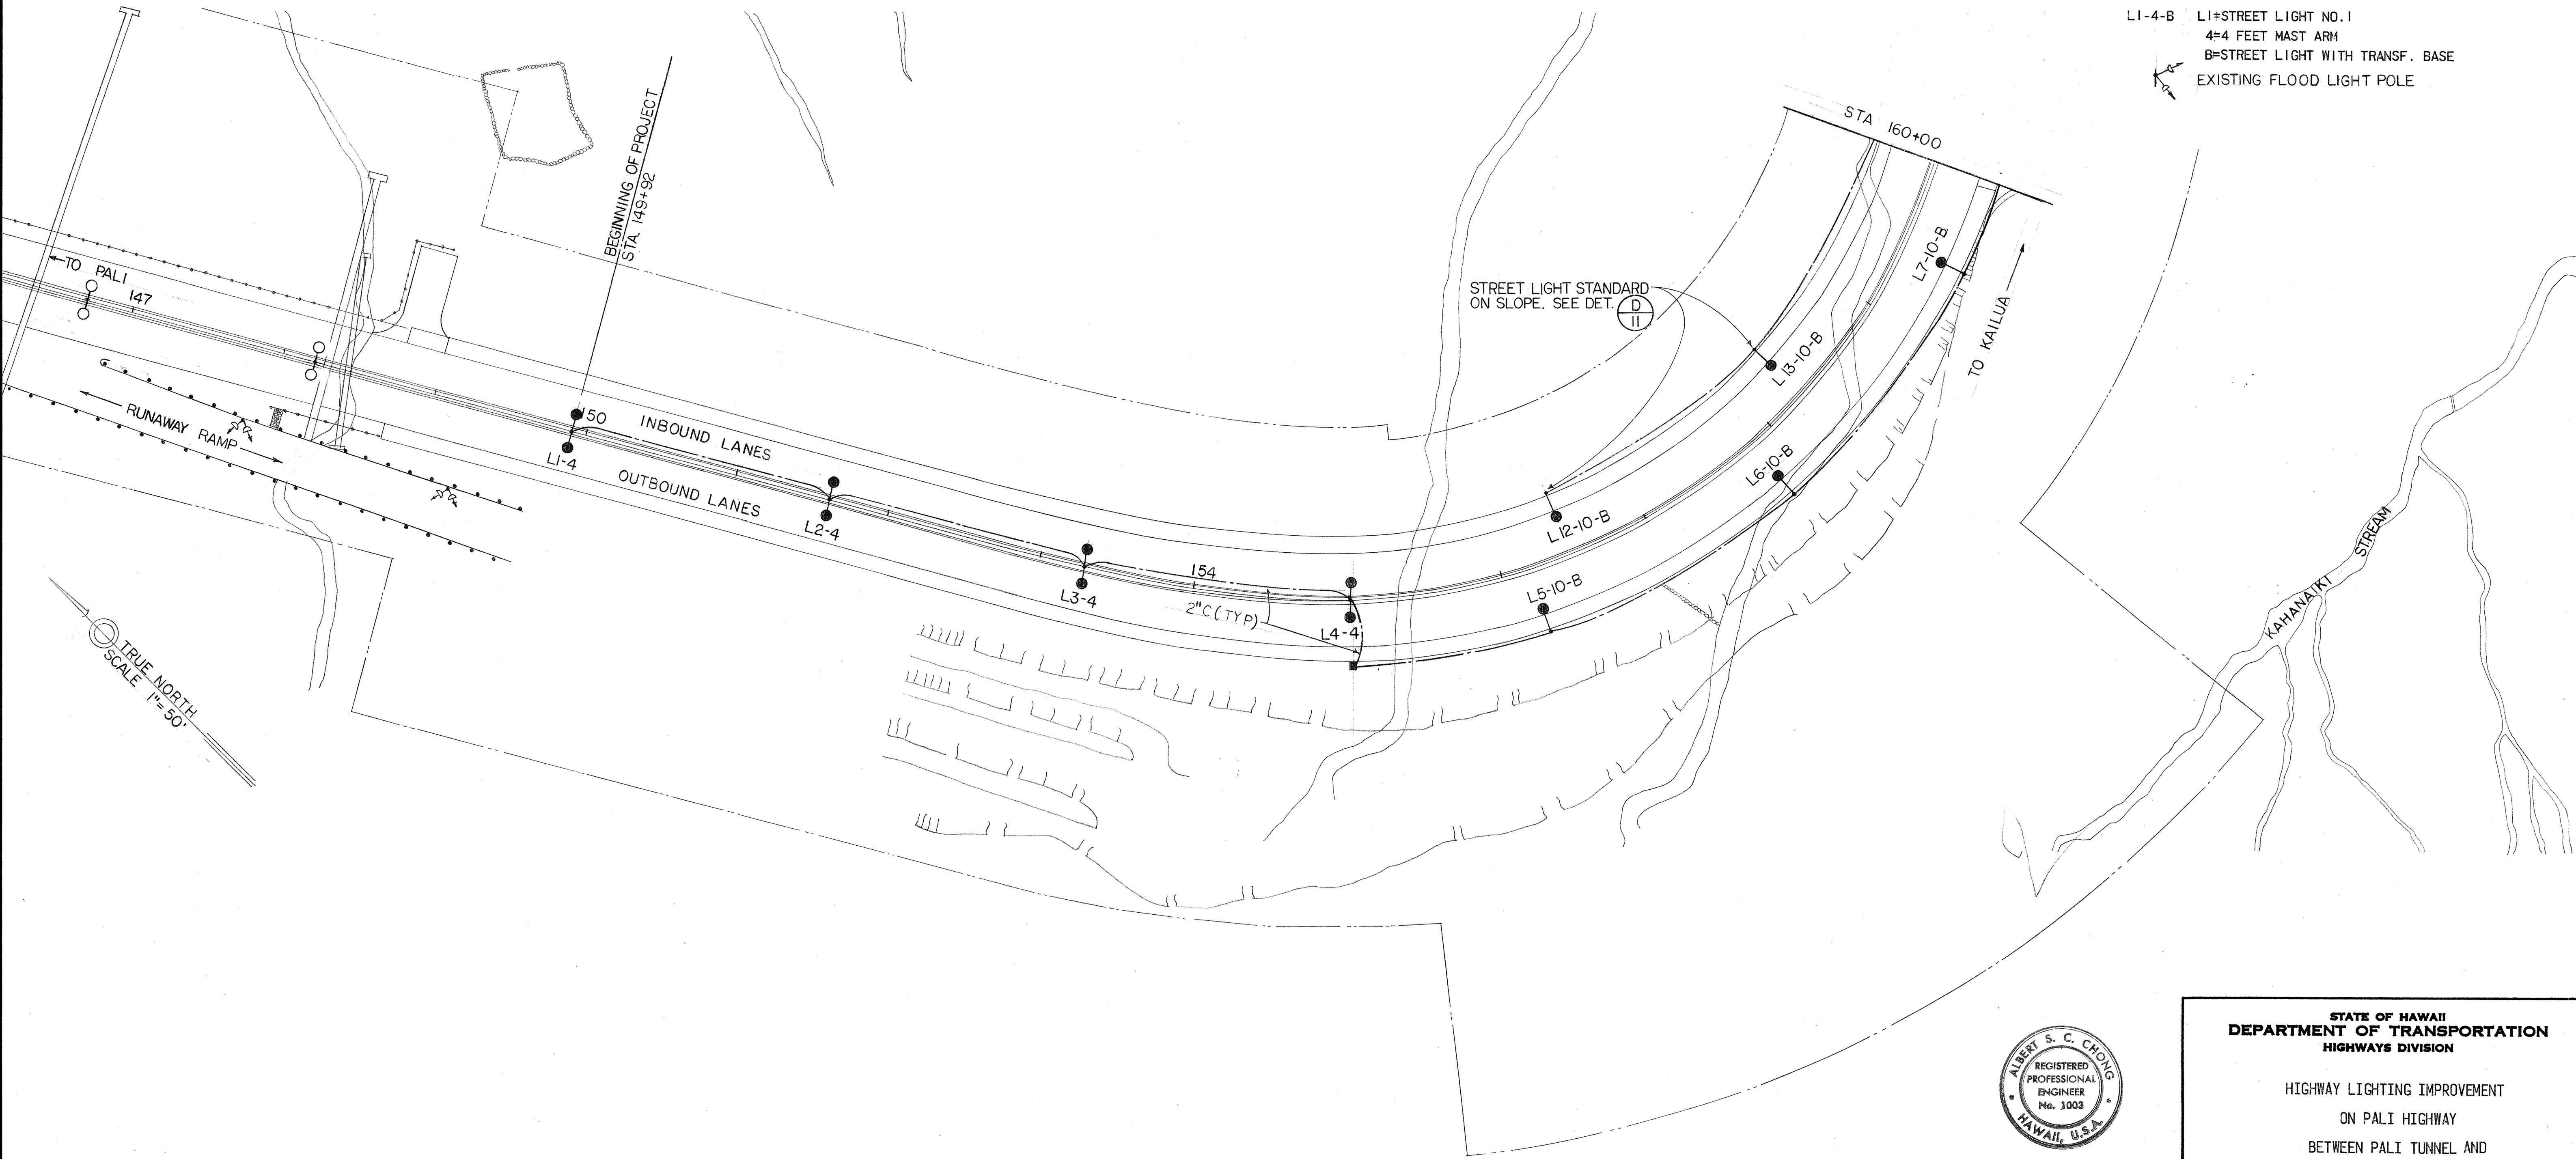 L1-4-B L1=STREET LIGHT NO.1
4=4 FEET MAST ARM
B=STREET LIGHT WITH TRANSF. BASE
EXISTING FLOOD LIGHT POLE
BEGINNING OF PROJECT
STA. 149+92
STA 160+00
TO PALI
147
RUNAWAY RAMP
150
INBOUND LANES
OUTBOUND LANES
L1-4
L2-4
L3-4
154
2"C (TYP)
L4-4
STREET LIGHT STANDARD
ON SLOPE. SEE DET. D
11
L7-10-B
L13-10-B
TO KAILUA
L6-10-B
L12-10-B
L5-10-B
KAHANAIKI STREAM
TRUE NORTH
SCALE 1"=50'
ALBERT S. C. CHONG
REGISTERED
PROFESSIONAL
ENGINEER
No. 1003
HAWAII, U.S.A.
STATE OF HAWAII
DEPARTMENT OF TRANSPORTATION
HIGHWAYS DIVISION
HIGHWAY LIGHTING IMPROVEMENT
ON PALI HIGHWAY
BETWEEN PALI TUNNEL AND